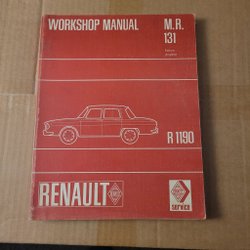 WORKSHOP MANUAL
M.R.
131
R 1190
RENAULT
service